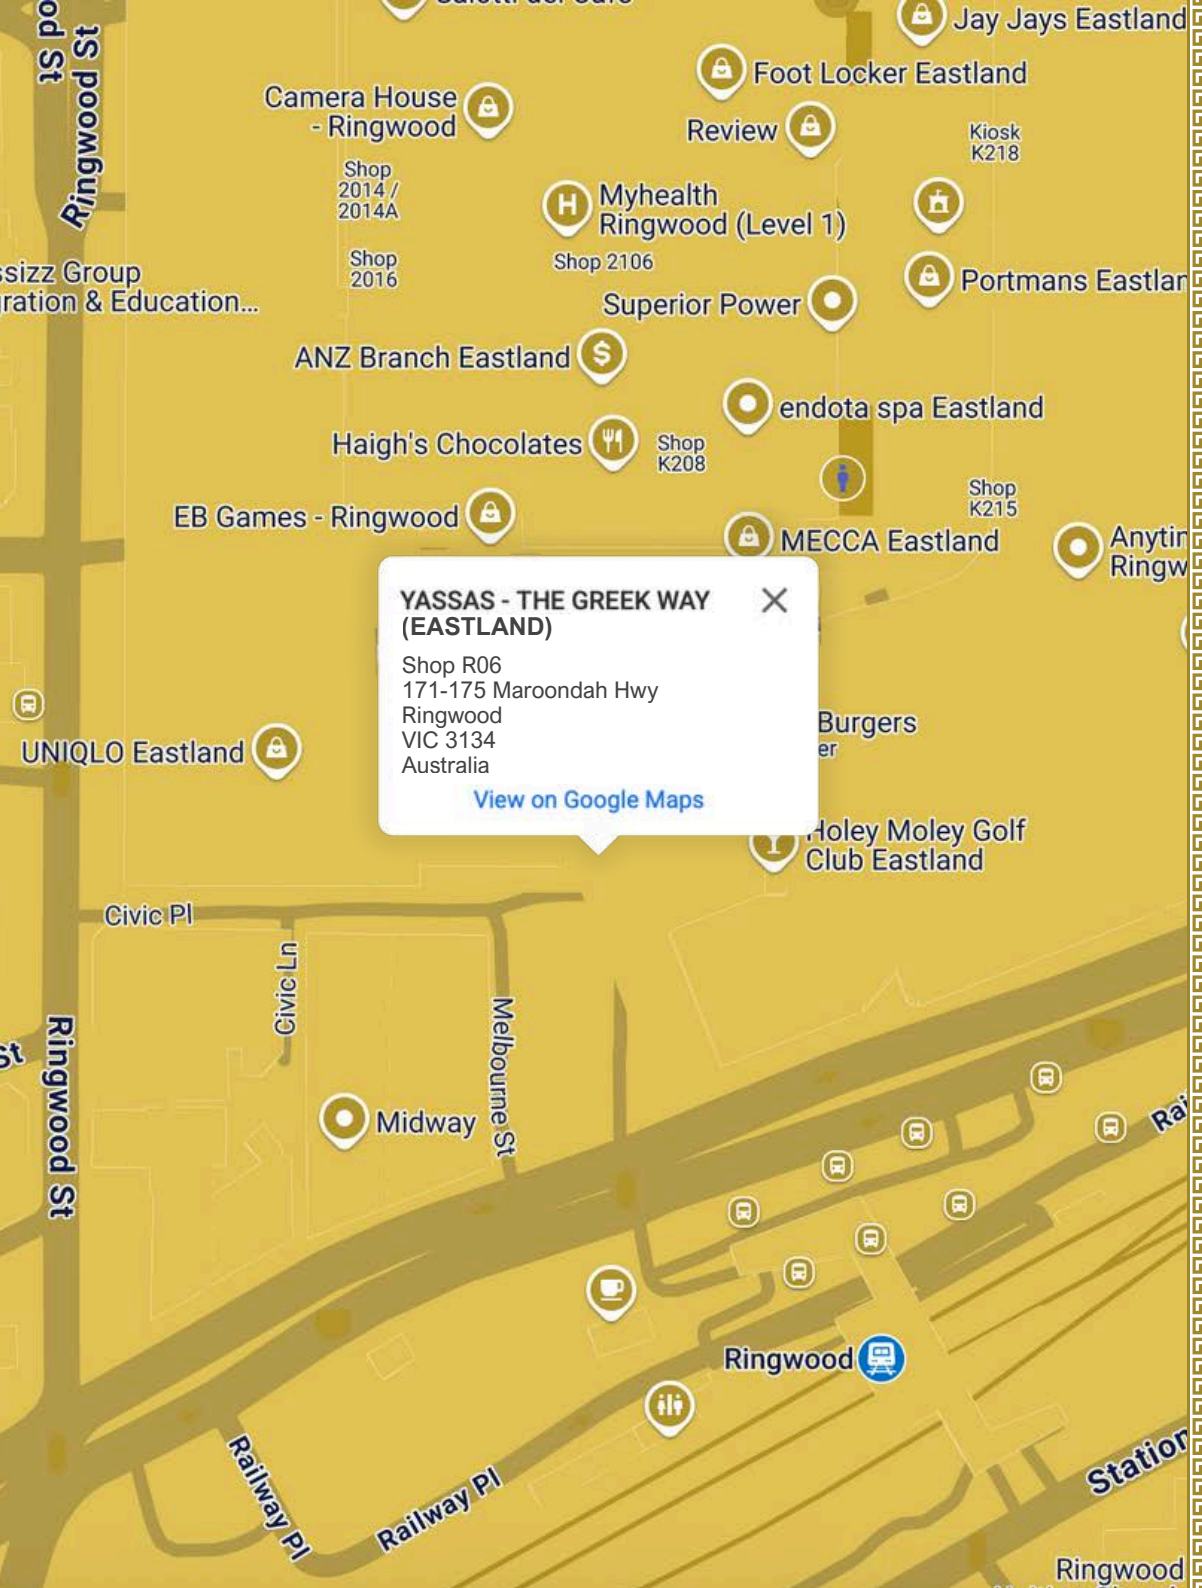 Jay Jays Eastland
Ringwood St
Foot Locker Eastland
Camera House
- Ringwood
Review
Kiosk
K218
Shop
2014 /
2014A
Myhealth
Ringwood (Level 1)
Shop 2106
Shop
2016
Group
& Education...
Portmans
Superior Power
ANZ Branch Eastland
endota spa Eastland
Haigh's Chocolates
Shop
K208
Shop
K215
EB Games - Ringwood
MECCA Eastland
YASSAS - THE GREEK WAY
(EASTLAND)
Shop R06
171-175 Maroondah Hwy
Ringwood
VIC 3134
Australia
View on Google Maps
Burgers
UNIQLO Eastland
Holey Moley Golf
Club Eastland
Civic Pl
Civic Ln
Melbourne St
Ringwood St
St
Midway
Ringwood
Railway Pl
Railway Pl
Station
Ringwood